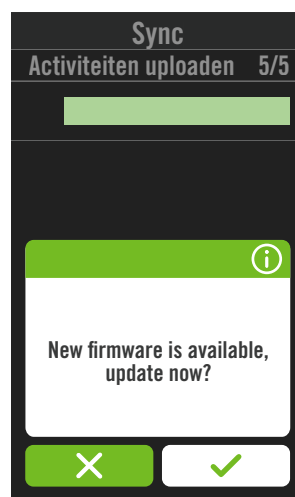 Sync
Activiteiten uploaden 5/5
New firmware is available,
update now?